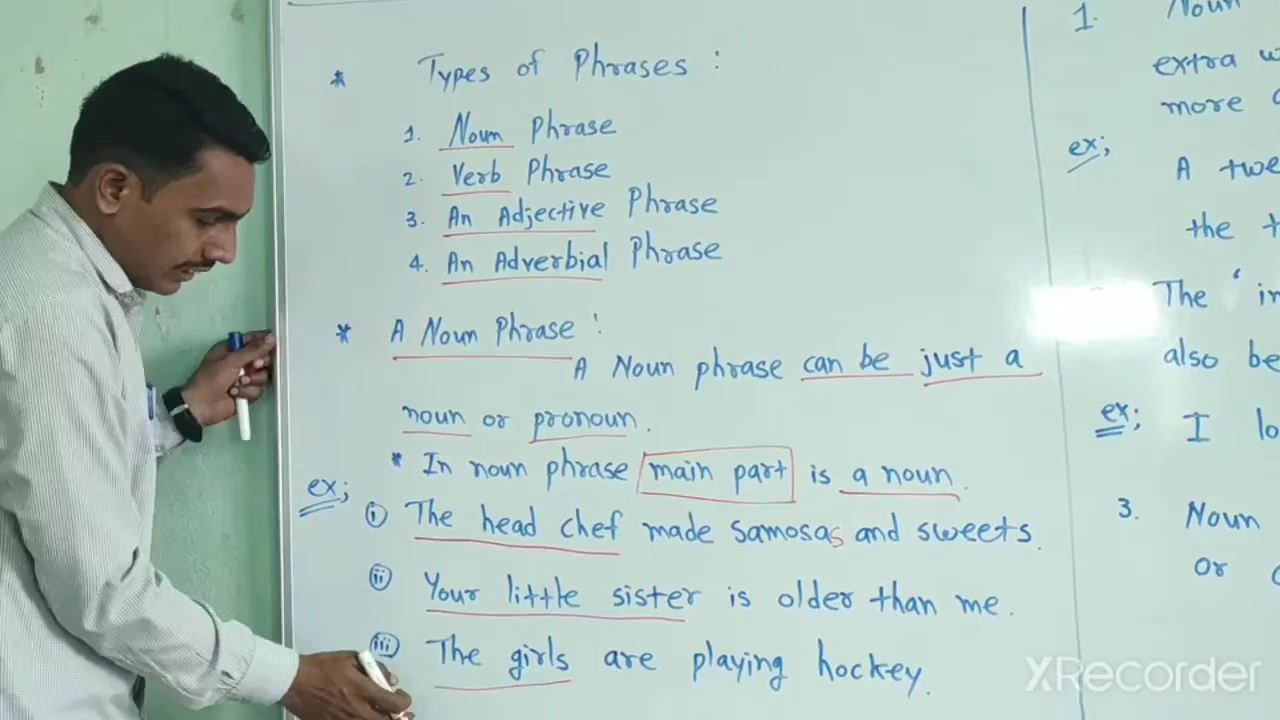 * Types of Phrases :
1. Noun Phrase
2. Verb Phrase
3. An Adjective Phrase
4. An Adverbial Phrase
* A Noun Phrase :
A Noun phrase can be just a
noun or pronoun.
* In noun phrase main part is a noun.
ex;
(i) The head chef made samosas and sweets.
(ii) Your little sister is older than me.
(iii) The girls are playing hockey.
1. Noun
extra
more
ex;
A
the
The '
also be
ex; I
3. Noun
or
XRecorder